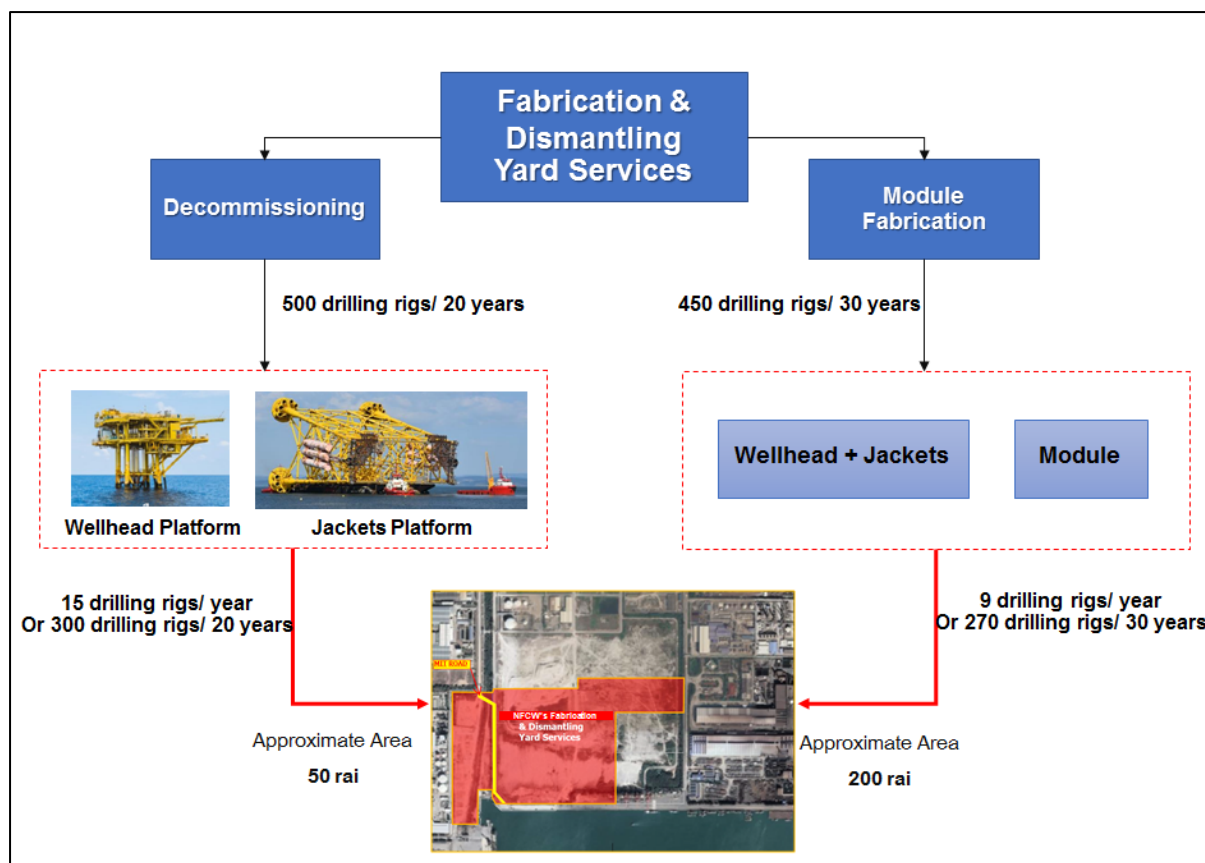 Fabrication &
Dismantling
Yard Services
Decommissioning
Module
Fabrication
500 drilling rigs/ 20 years
450 drilling rigs/ 30 years
Wellhead Platform
Jackets Platform
Wellhead + Jackets
Module
15 drilling rigs/ year
Or 300 drilling rigs/ 20 years
9 drilling rigs/ year
Or 270 drilling rigs/ 30 years
MIT ROAD
NFCW's Fabrication
& Dismantling
Yard Services
Approximate Area
50 rai
Approximate Area
200 rai